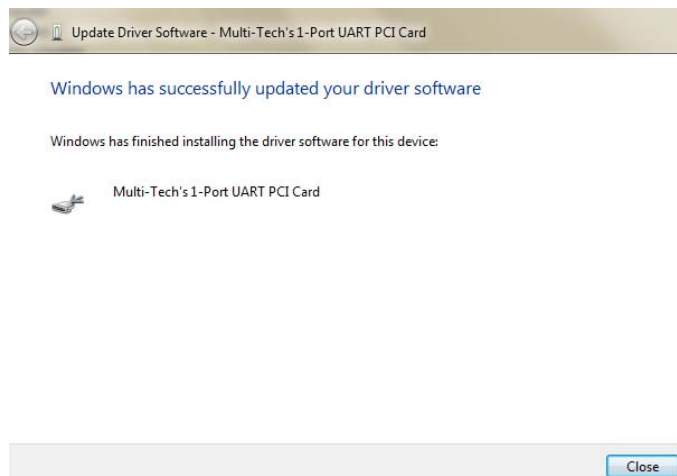 Update Driver Software - Multi-Tech's 1-Port UART PCI Card
Windows has successfully updated your driver software
Windows has finished installing the driver software for this device:
Multi-Tech's 1-Port UART PCI Card
Close